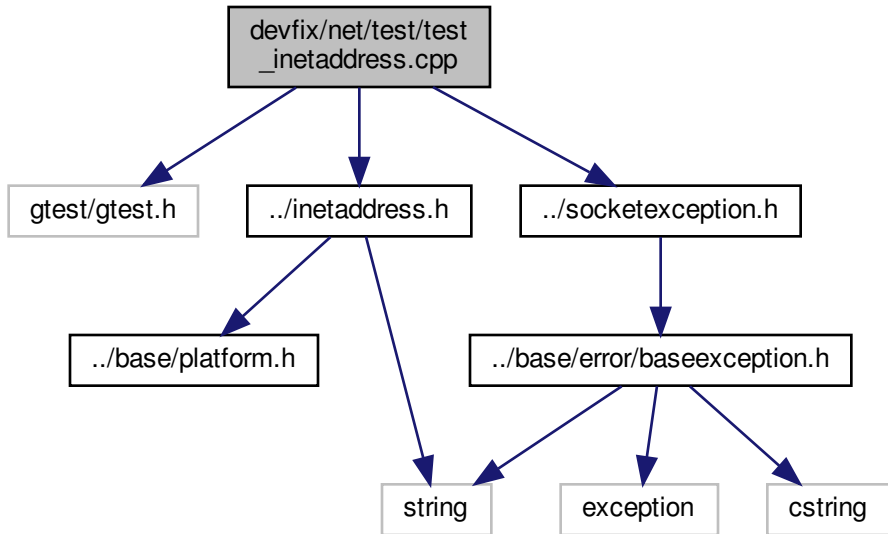 devfix/net/test/test
_inetaddress.cpp
gtest/gtest.h
../inetaddress.h
../socketexception.h
../base/platform.h
../base/error/baseexception.h
string
exception
cstring